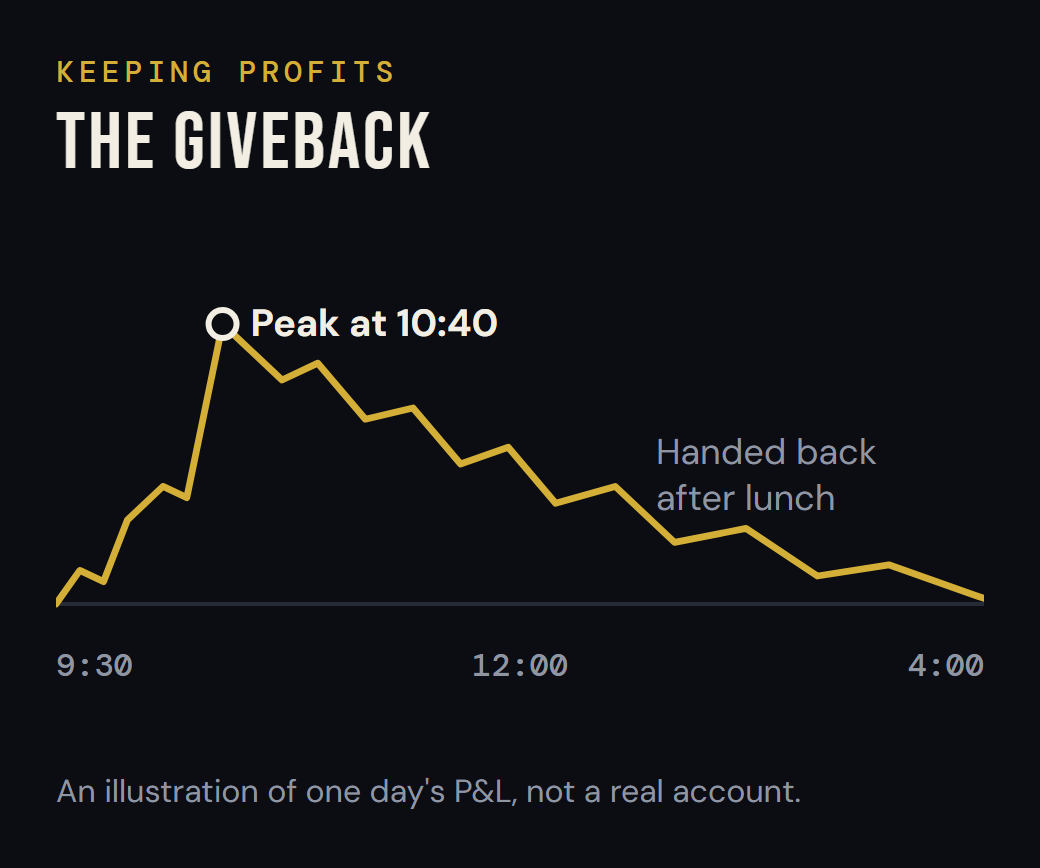 KEEPING PROFITS
THE GIVEBACK
Peak at 10:40
Handed back
after lunch
9:30
12:00
4:00
An illustration of one day's P&L, not a real account.